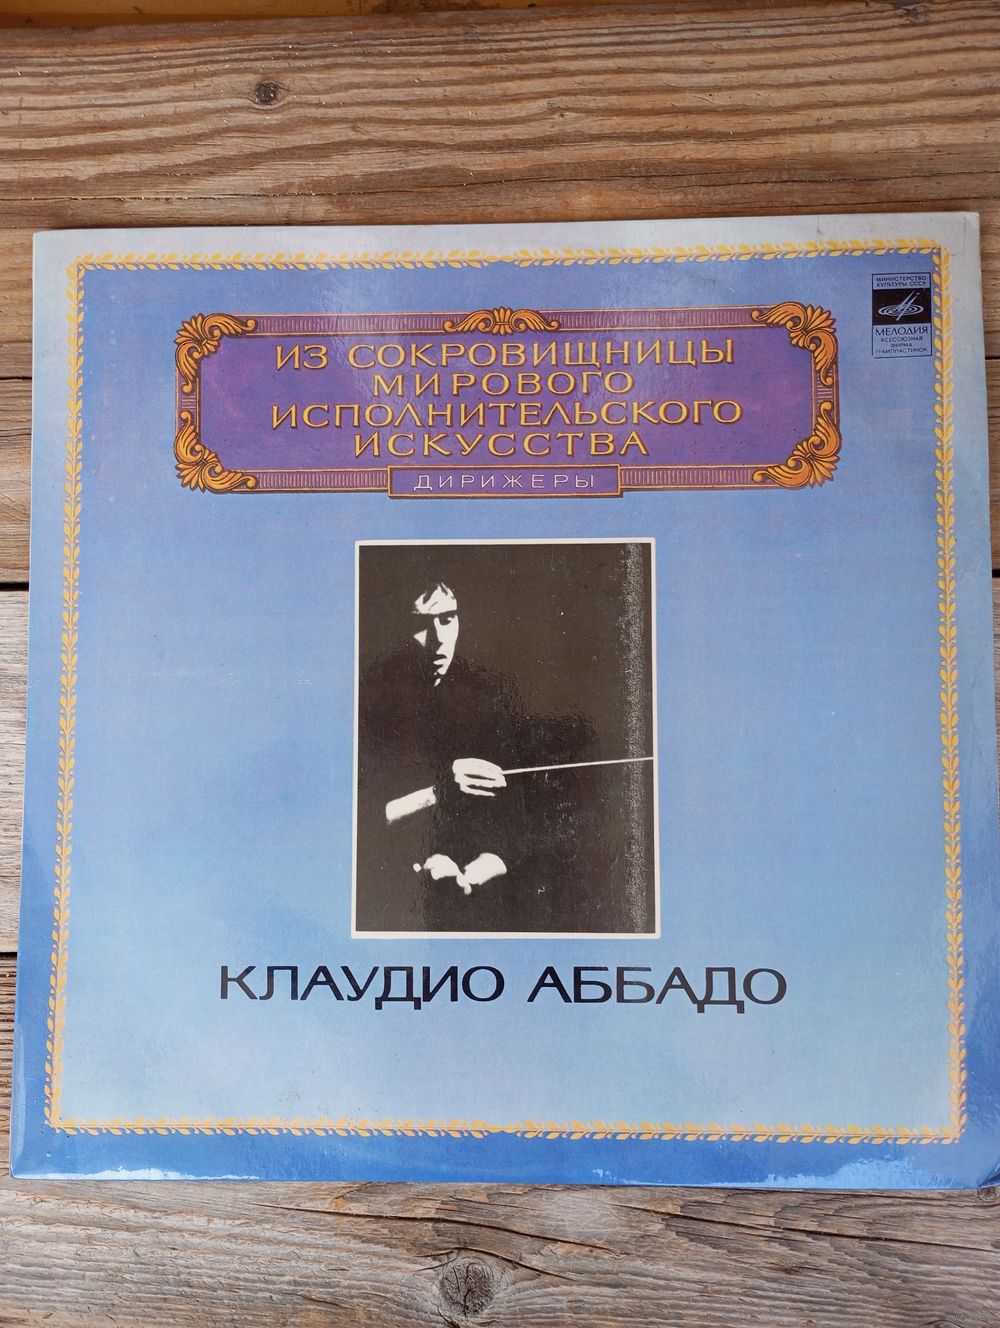 МИНИСТЕРСТВО
КУЛЬТУРЫ СССР
МЕЛОДИЯ
ВСЕСОЮЗНАЯ
ФИРМА
ГРАМПЛАСТИНОК
ИЗ СОКРОВИЩНИЦЫ
МИРОВОГО
ИСПОЛНИТЕЛЬСКОГО
ИСКУССТВА
ДИРИЖЕРЫ
КЛАУДИО АББАДО